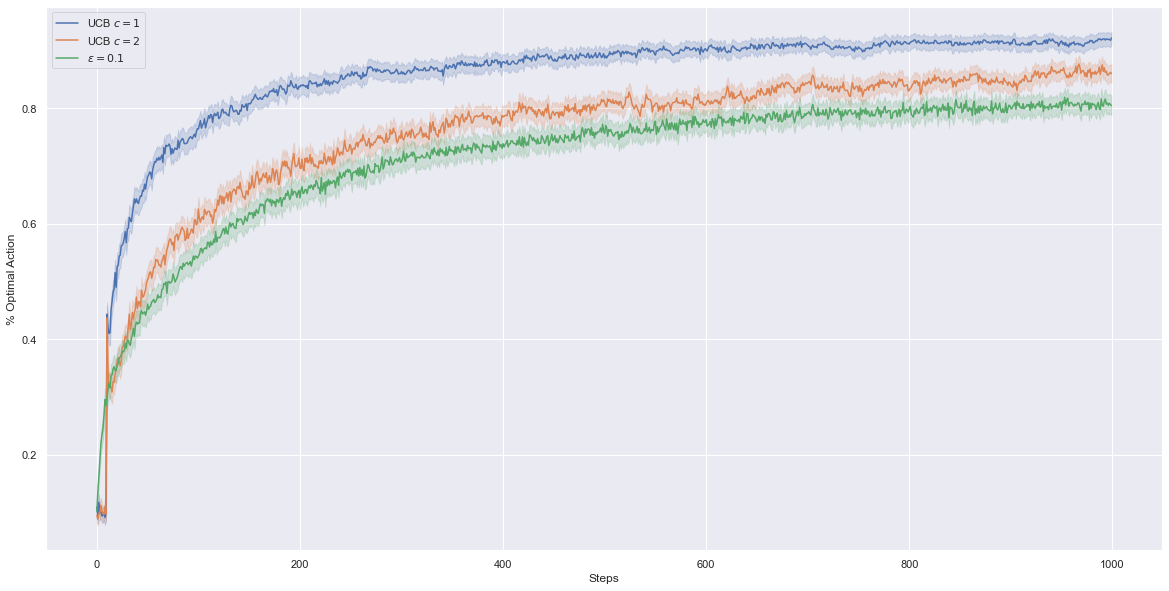 UCB c = 1
UCB c = 2
ε = 0.1
% Optimal Action
0.8
0.6
0.4
0.2
0 200 400 600 800 1000
Steps